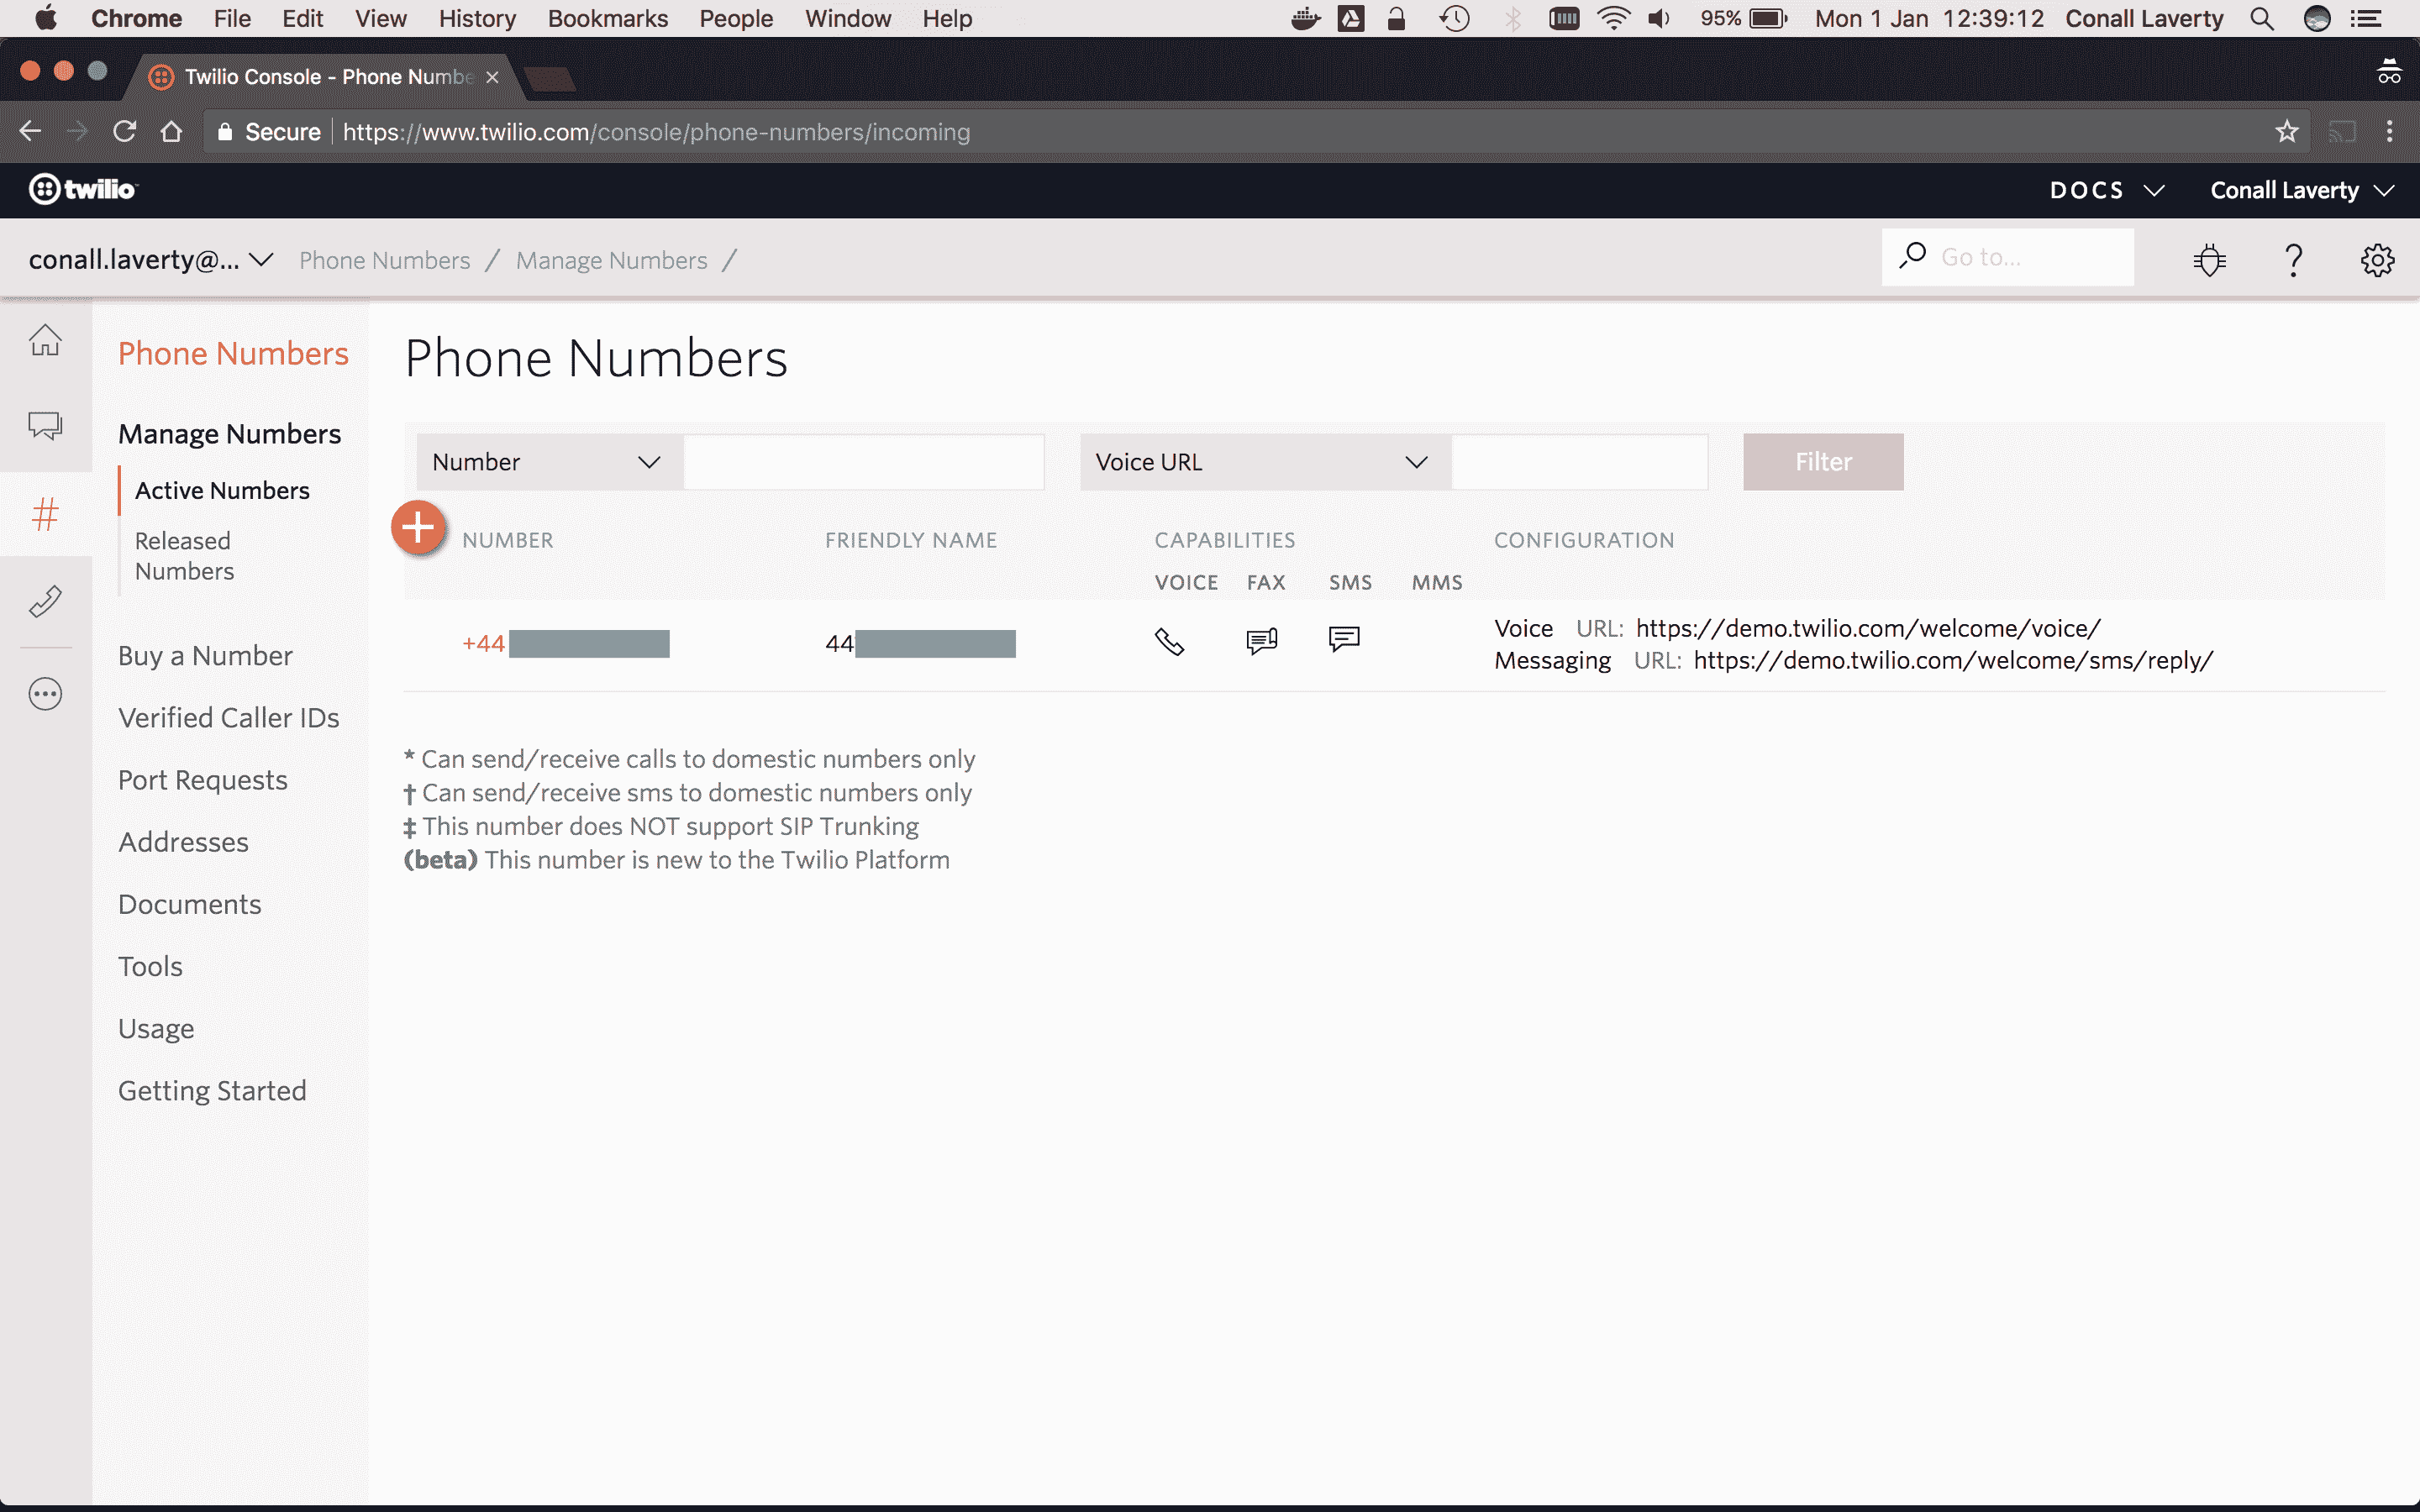 Chrome File Edit View History Bookmarks People Window Help 95% Mon 1 Jan 12:39:12 Conall Laverty
Twilio Console - Phone Numbe
Secure https://www.twilio.com/console/phone-numbers/incoming
twilio DOCS Conall Laverty
conall.laverty@... Phone Numbers / Manage Numbers / Go to... ?
Phone Numbers
Manage Numbers
Active Numbers
Released
Numbers
Buy a Number
Verified Caller IDs
Port Requests
Addresses
Documents
Tools
Usage
Getting Started
Phone Numbers
Number Voice URL Filter
NUMBER FRIENDLY NAME CAPABILITIES CONFIGURATION
VOICE FAX SMS MMS
+44 44 Voice URL: https://demo.twilio.com/welcome/voice/
Messaging URL: https://demo.twilio.com/welcome/sms/reply/
* Can send/receive calls to domestic numbers only
† Can send/receive sms to domestic numbers only
‡ This number does NOT support SIP Trunking
(beta) This number is new to the Twilio Platform